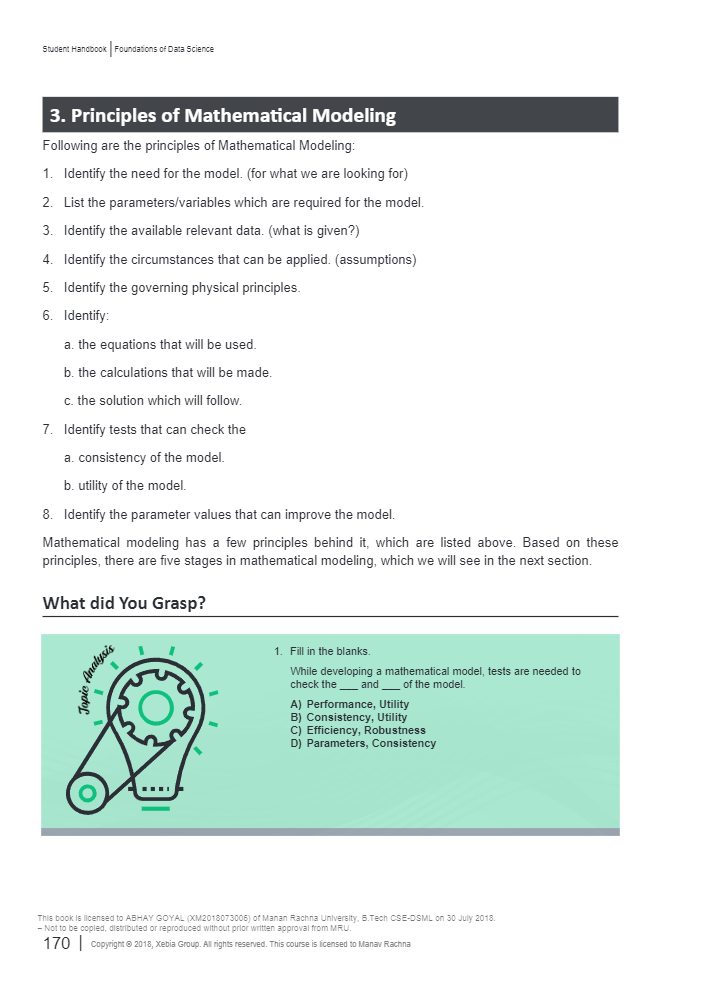 Student Handbook | Foundations of Data Science
3. Principles of Mathematical Modeling
Following are the principles of Mathematical Modeling:
1. Identify the need for the model. (for what we are looking for)
2. List the parameters/variables which are required for the model.
3. Identify the available relevant data. (what is given?)
4. Identify the circumstances that can be applied. (assumptions)
5. Identify the governing physical principles.
6. Identify:
a. the equations that will be used.
b. the calculations that will be made.
c. the solution which will follow.
7. Identify tests that can check the
a. consistency of the model.
b. utility of the model.
8. Identify the parameter values that can improve the model.
Mathematical modeling has a few principles behind it, which are listed above. Based on these
principles, there are five stages in mathematical modeling, which we will see in the next section.
What did You Grasp?
Topic Analysis
1. Fill in the blanks.
While developing a mathematical model, tests are needed to
check the ___ and ___ of the model.
A) Performance, Utility
B) Consistency, Utility
C) Efficiency, Robustness
D) Parameters, Consistency
This book is licensed to ABHAY GOYAL (XM2018073006) of Manan Rachna University, B.Tech CSE-DSML on 30 July 2018.
– Not to be copied, distributed or reproduced without prior written approval from MRU.
170 | Copyright © 2018, Xebia Group. All rights reserved. This course is licensed to Manav Rachna